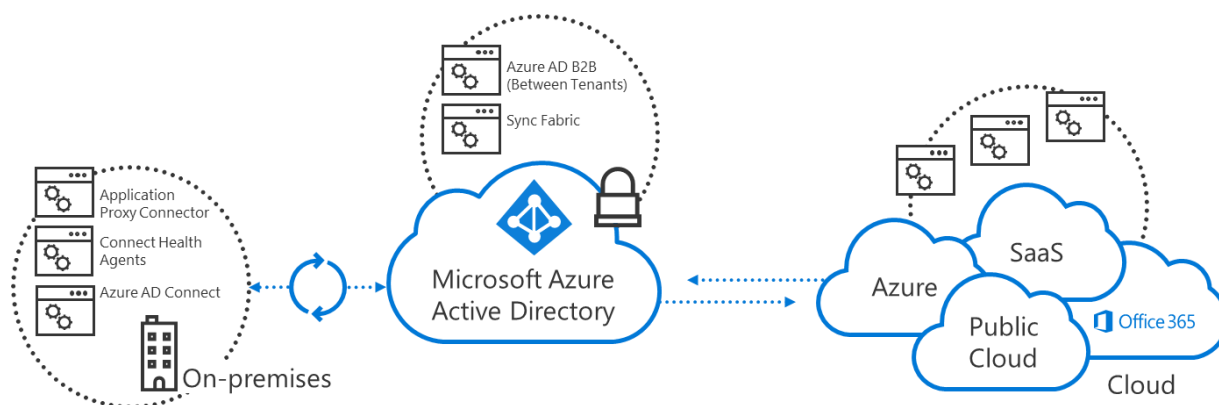 Application
Proxy Connector
Connect Health
Agents
Azure AD Connect
On-premises
Azure AD B2B
(Between Tenants)
Sync Fabric
Microsoft Azure
Active Directory
SaaS
Azure
Public
Cloud
Office 365
Cloud